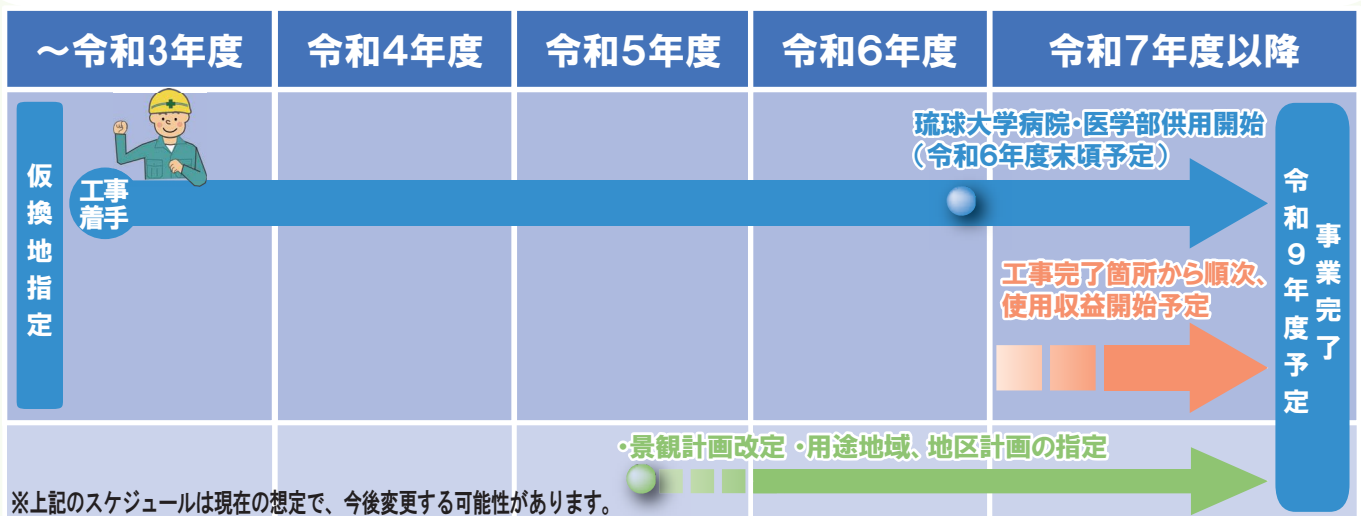 ～令和3年度
令和4年度
令和5年度
令和6年度
令和7年度以降
仮換地指定
工事
着手
琉球大学病院・医学部供用開始
（令和6年度末頃予定）
工事完了箇所から順次、
使用収益開始予定
事業完了
令和9年度予定
・景観計画改定 ・用途地域、地区計画の指定
※上記のスケジュールは現在の想定で、今後変更する可能性があります。